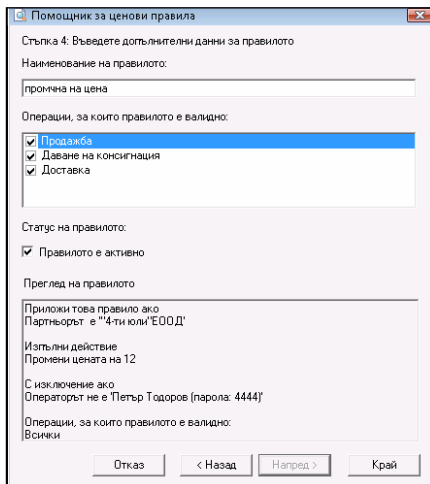 Помощник за ценови правила
Стъпка 4: Въведете допълнителни данни за правилото
Наименование на правилото:
промчна на цена
Операции, за които правилото е валидно:
Продажба
Даване на консигнация
Доставка
Статус на правилото:
Правилото е активно
Преглед на правилото
Приложи това правило ако
Партньорът е "'4-ти юли''ЕООД'
Изпълни действие
Промени цената на 12
С изключение ако
Операторът не е 'Петър Тодоров (парола: 4444)'
Операции, за които правилото е валидно:
Всички
Отказ
< Назад
Напред >
Край